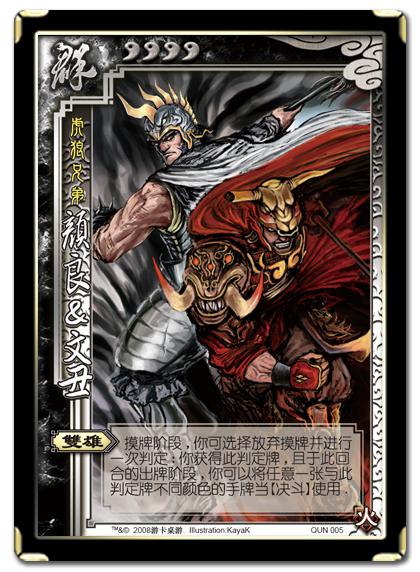 群
虎狼兄弟
顔良&文丑
雙雄
摸牌阶段，你可选择放弃摸牌并进行
一次判定：你获得此判定牌，且于此回
合的出牌阶段，你可以将任意一张与此
判定牌不同颜色的手牌当【决斗】使用．
火
™&© 2008游卡桌游 Illustration:KayaK QUN 005